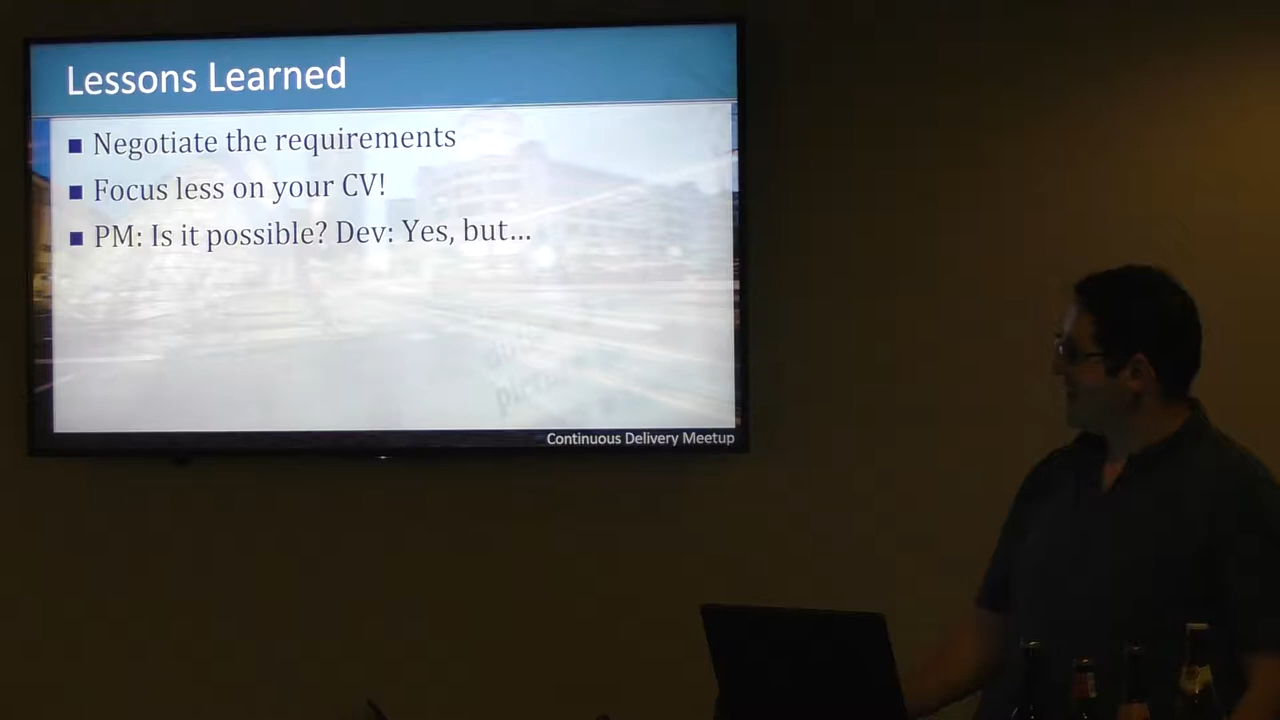 Lessons Learned
Negotiate the requirements
Focus less on your CV!
PM: Is it possible? Dev: Yes, but...
Continuous Delivery Meetup